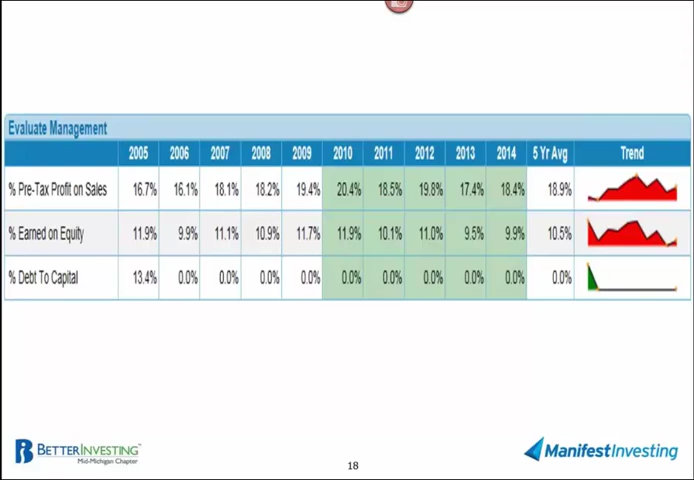 Evaluate Management
2005 2006 2007 2008 2009 2010 2011 2012 2013 2014 5 Yr Avg Trend
% Pre-Tax Profit on Sales 16.7% 16.1% 18.1% 18.2% 19.4% 20.4% 18.5% 19.8% 17.4% 18.4% 18.9%
% Earned on Equity 11.9% 9.9% 11.1% 10.9% 11.7% 11.9% 10.1% 11.0% 9.5% 9.9% 10.5%
% Debt To Capital 13.4% 0.0% 0.0% 0.0% 0.0% 0.0% 0.0% 0.0% 0.0% 0.0% 0.0%
BETTERINVESTING™
Mid-Michigan Chapter
18
ManifestInvesting